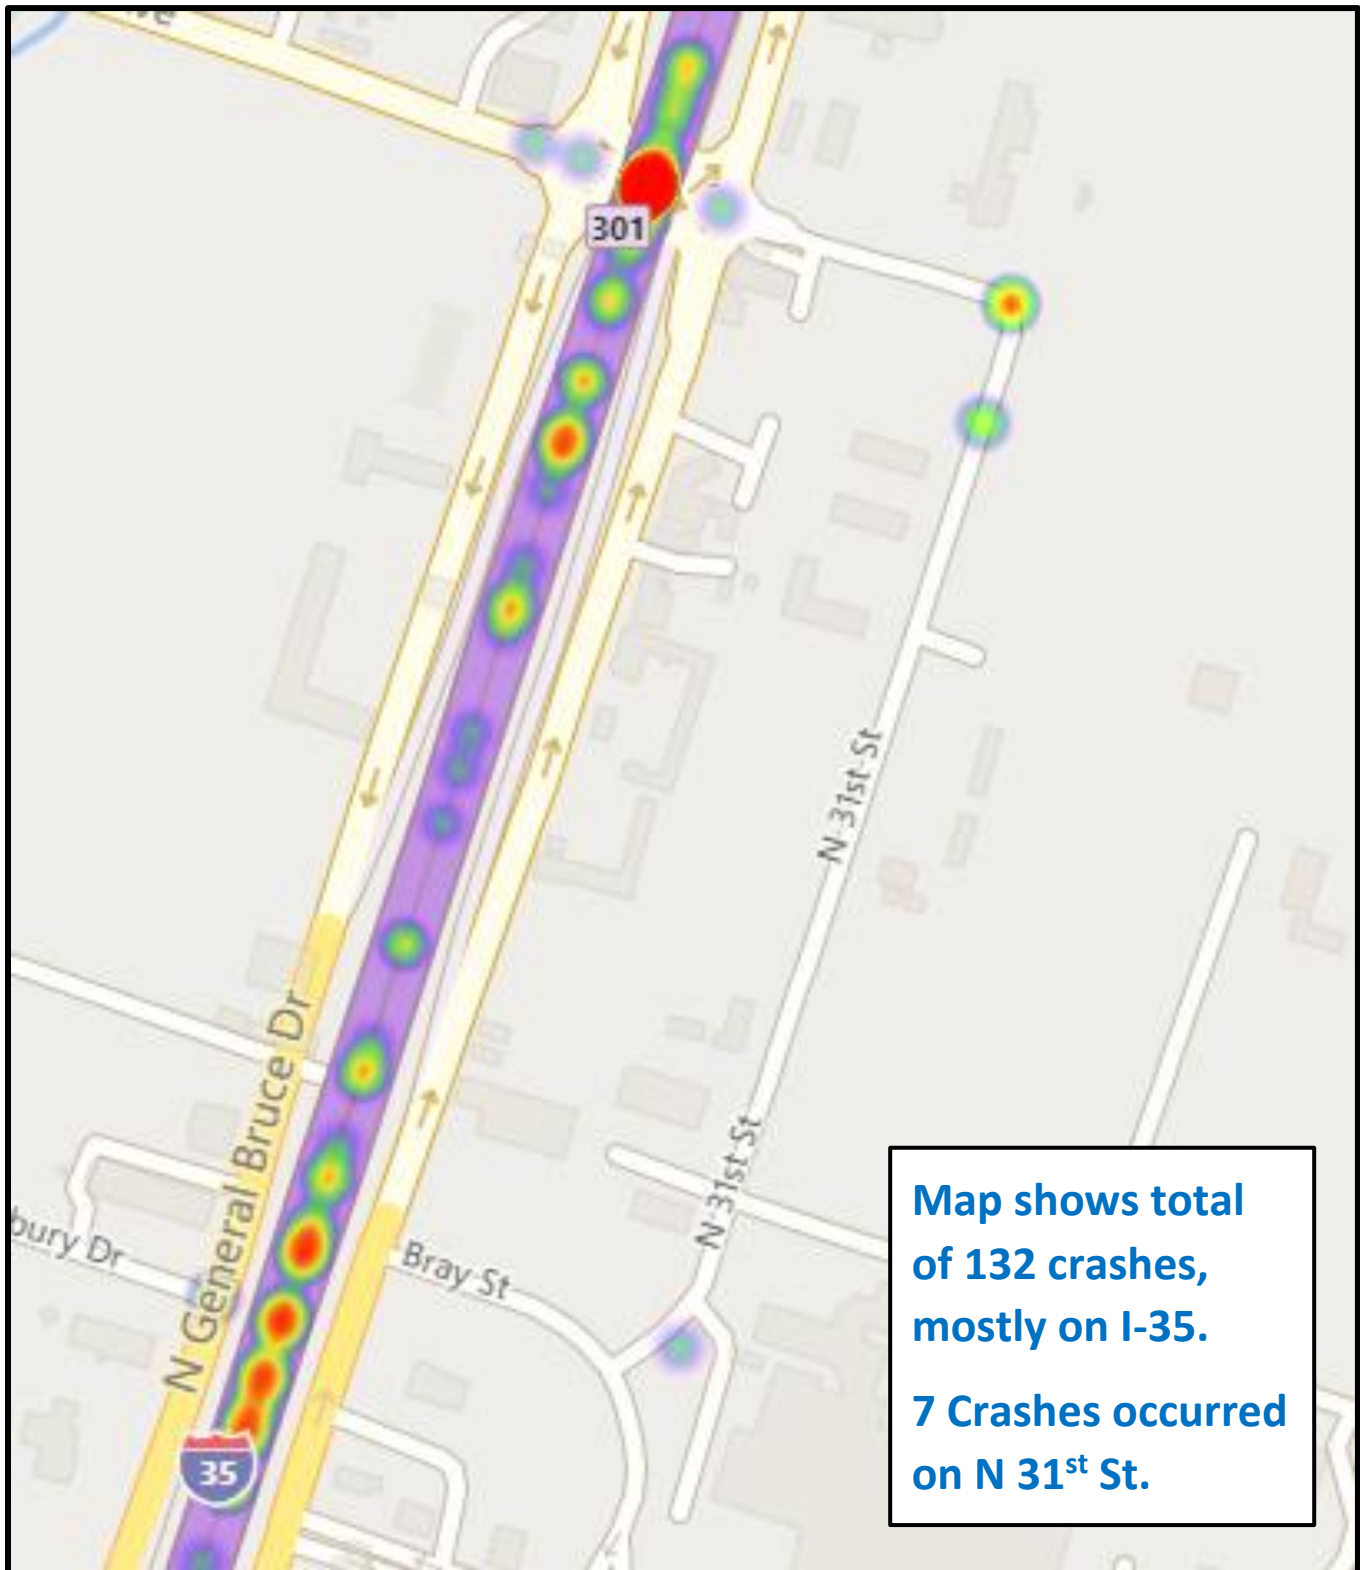 ve
301
N 31st St
N General Bruce Dr
N 31st St
bury Dr
Bray St
35
Map shows total
of 132 crashes,
mostly on I-35.
7 Crashes occurred
on N 31st St.